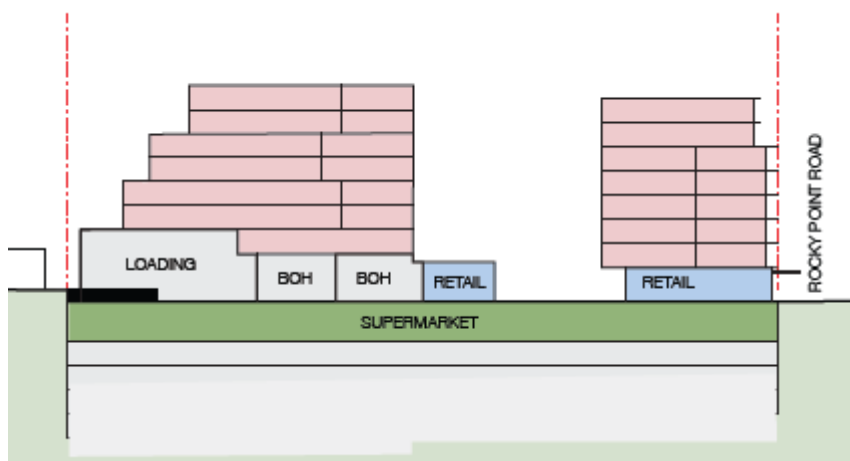 LOADING
BOH
BOH
RETAIL
RETAIL
SUPERMARKET
ROCKY POINT ROAD